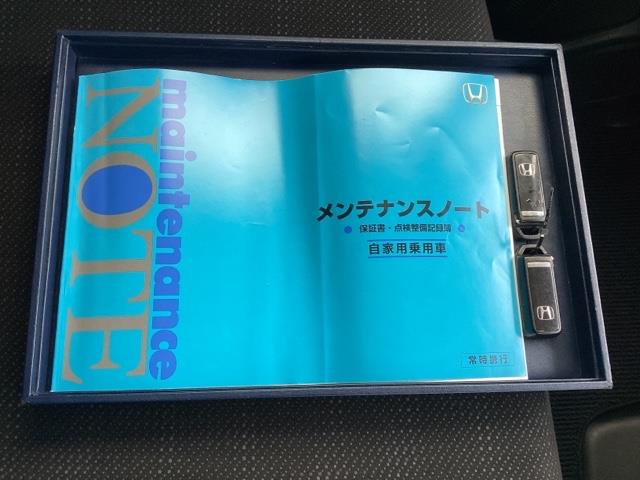 maintenance
NOTE
メンテナンスノート
保証書・点検整備記録簿
自家用乗用車
常時携行